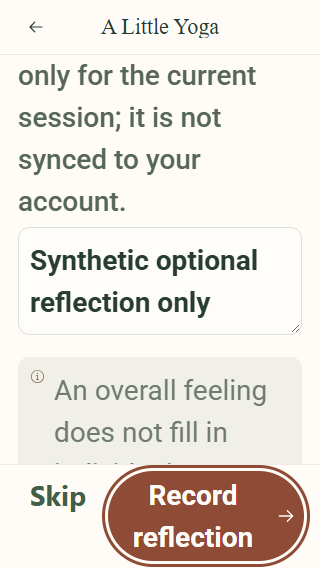 A Little Yoga
only for the current
session; it is not
synced to your
account.
Synthetic optional
reflection only
An overall feeling
does not fill in
Skip
Record
reflection